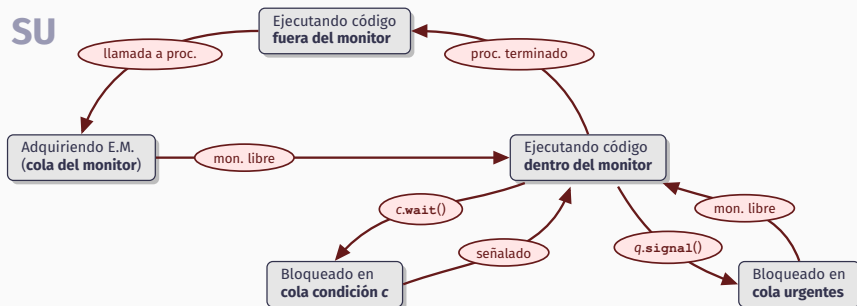 SU
Ejecutando código
fuera del monitor
llamada a proc.
proc. terminado
Adquiriendo E.M.
(cola del monitor)
mon. libre
Ejecutando código
dentro del monitor
c.wait()
mon. libre
señalado
q.signal()
Bloqueado en
cola condición c
Bloqueado en
cola urgentes